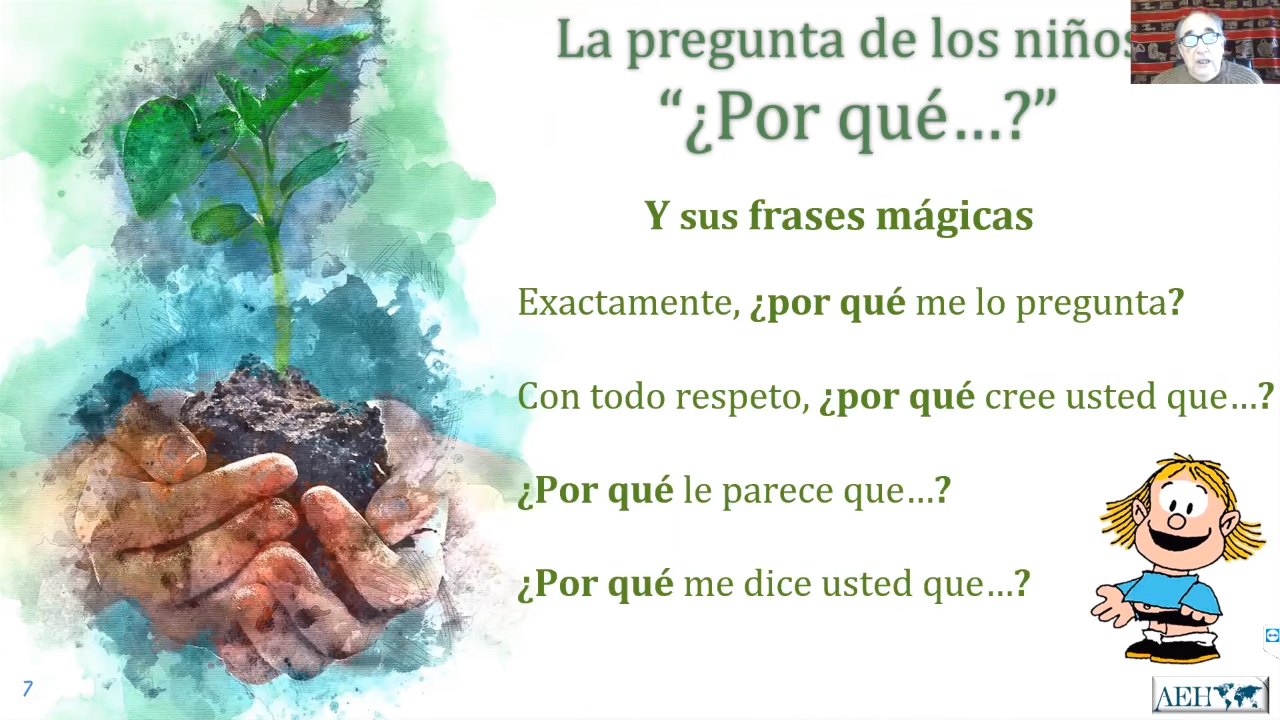 La pregunta de los niños
“¿Por qué...?”
Y sus frases mágicas
Exactamente, ¿por qué me lo pregunta?
Con todo respeto, ¿por qué cree usted que...?
¿Por qué le parece que...?
¿Por qué me dice usted que...?
7
AEH